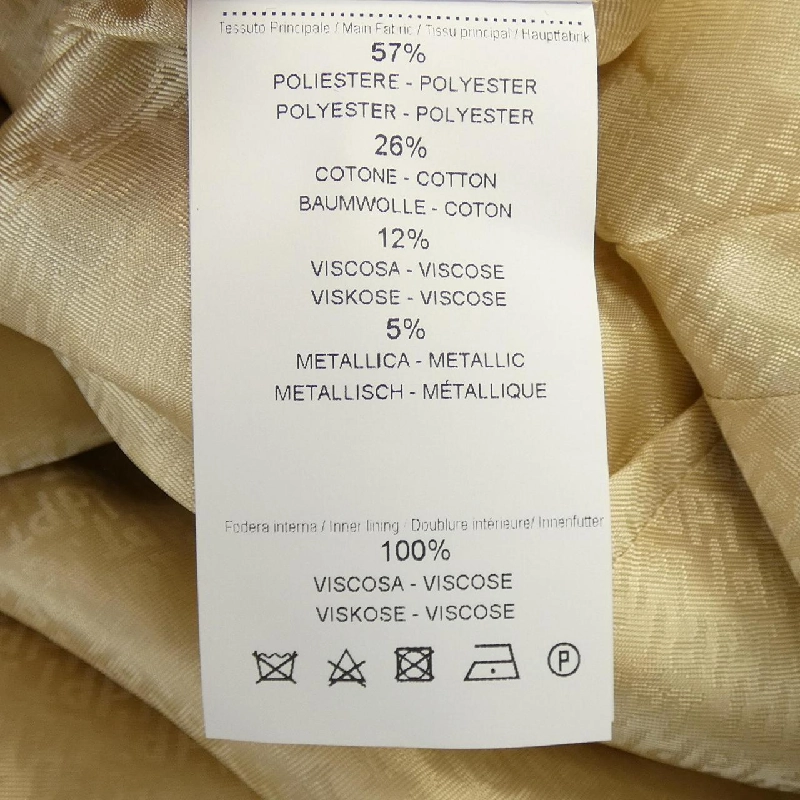 Tessuto Principale / Main Fabric / Tissu principal / Hauptfabrik
57%
POLIESTERE - POLYESTER
POLYESTER - POLYESTER
26%
COTONE - COTTON
BAUMWOLLE - COTON
12%
VISCOSA - VISCOSE
VISKOSE - VISCOSE
5%
METALLICA - METALLIC
METALLISCH - MÉTALLIQUE
Fodera interna / Inner lining - Doublure intérieure/ Innenfutter
100%
VISCOSA - VISCOSE
VISKOSE - VISCOSE
P